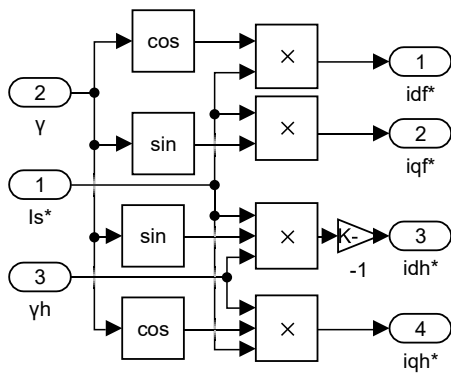 cos
×
1
idf*
2
γ
sin
×
2
iqf*
1
Is*
sin
×
K-
-1
3
idh*
3
γh
cos
×
4
iqh*